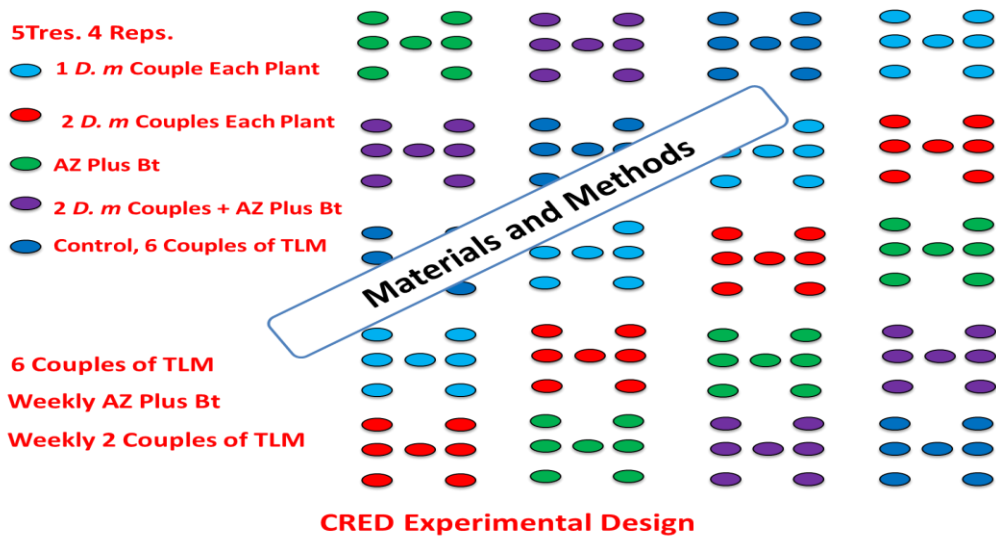 5Tres. 4 Reps.
1 D. m Couple Each Plant
2 D. m Couples Each Plant
AZ Plus Bt
2 D. m Couples + AZ Plus Bt
Control, 6 Couples of TLM
Materials and Methods
6 Couples of TLM
Weekly AZ Plus Bt
Weekly 2 Couples of TLM
CRED Experimental Design